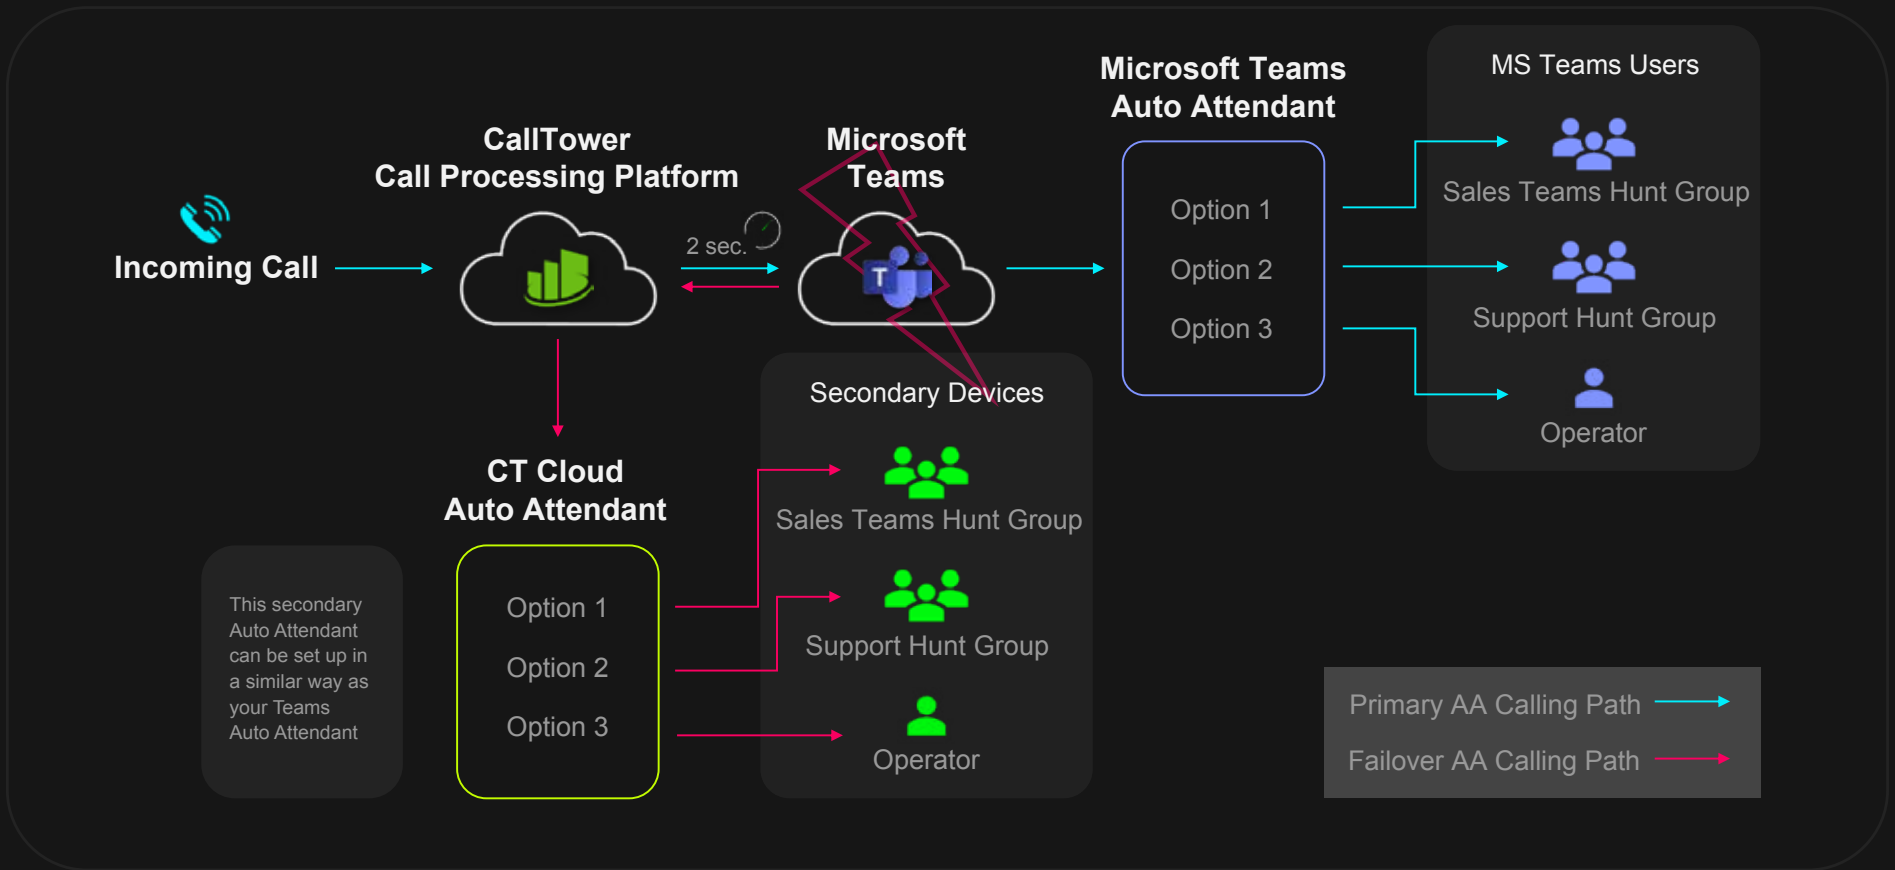 Incoming Call
CallTower
Call Processing Platform
2 sec.
Microsoft
Teams
T
Microsoft Teams
Auto Attendant
Option 1
Option 2
Option 3
MS Teams Users
Sales Teams Hunt Group
Support Hunt Group
Operator
CT Cloud
Auto Attendant
Option 1
Option 2
Option 3
Secondary Devices
Sales Teams Hunt Group
Support Hunt Group
Operator
This secondary
Auto Attendant
can be set up in
a similar way as
your Teams
Auto Attendant
Primary AA Calling Path
Failover AA Calling Path